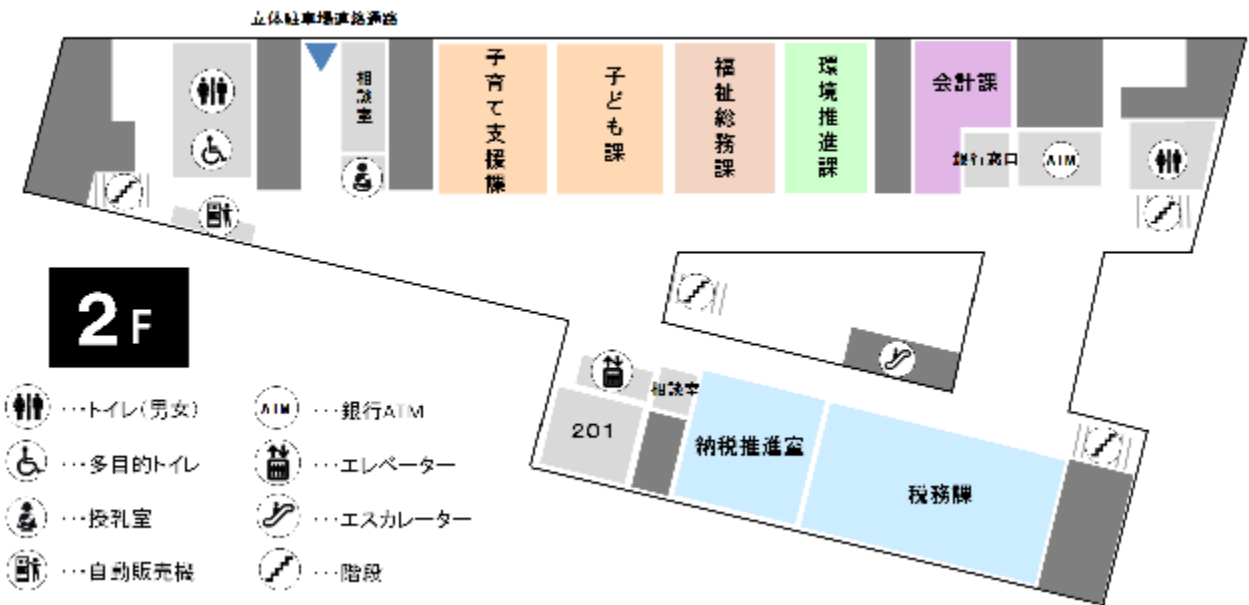 立体駐車場連絡通路
相談室
子育て支援課
子ども課
福祉総務課
環境推進課
会計課
銀行窓口
ATM
2F
相談室
201
納税推進室
税務課
…トイレ(男女)
ATM …銀行ATM
…多目的トイレ
…エレベーター
…授乳室
…エスカレーター
…自動販売機
…階段